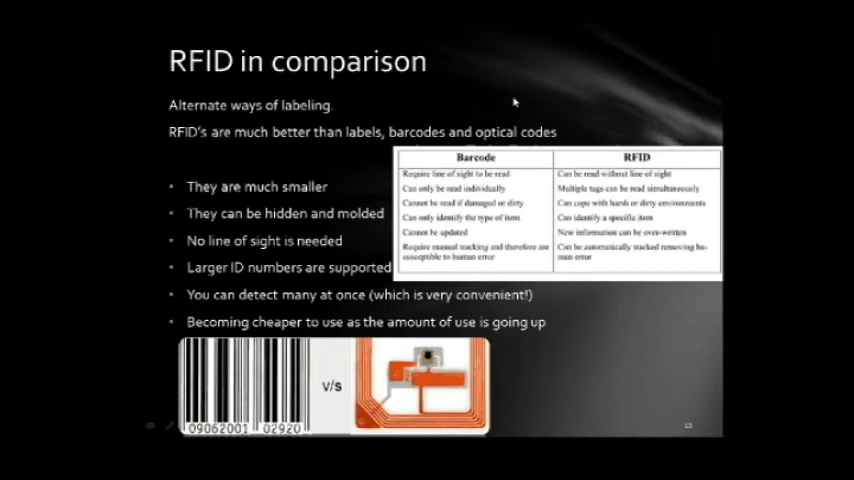 RFID in comparison
Alternate ways of labeling.
RFID's are much better than labels, barcodes and optical codes
• They are much smaller
• They can be hidden and molded
• No line of sight is needed
• Larger ID numbers are supported
• You can detect many at once (which is very convenient!)
• Becoming cheaper to use as the amount of use is going up
Barcode RFID
Require line of sight to be read Can be read without line of sight
Can only be read individually Multiple tags can be read simultaneously
Cannot be read if damaged or dirty Can cope with harsh or dirty environments
Can only identify the type of item Can identify a specific item
Cannot be updated New information can be over-written
Require manual tracking and therefore are Can be automatically tracked removing hu-
susceptible to human error man error
v/s
09062001 02920
13